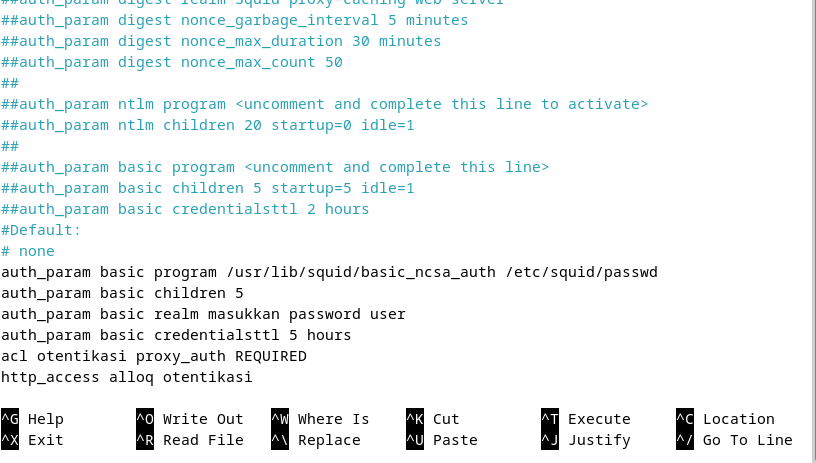 ##auth_param digest realm Squid proxy-caching web server
##auth_param digest nonce_garbage_interval 5 minutes
##auth_param digest nonce_max_duration 30 minutes
##auth_param digest nonce_max_count 50
##
##auth_param ntlm program <uncomment and complete this line to activate>
##auth_param ntlm children 20 startup=0 idle=1
##
##auth_param basic program <uncomment and complete this line>
##auth_param basic children 5 startup=5 idle=1
##auth_param basic credentialsttl 2 hours
#Default:
# none
auth_param basic program /usr/lib/squid/basic_ncsa_auth /etc/squid/passwd
auth_param basic children 5
auth_param basic realm masukkan password user
auth_param basic credentialsttl 5 hours
acl otentikasi proxy_auth REQUIRED
http_access alloq otentikasi
^G Help ^O Write Out ^W Where Is ^K Cut ^T Execute ^C Location
^X Exit ^R Read File ^\ Replace ^U Paste ^J Justify ^/ Go To Line